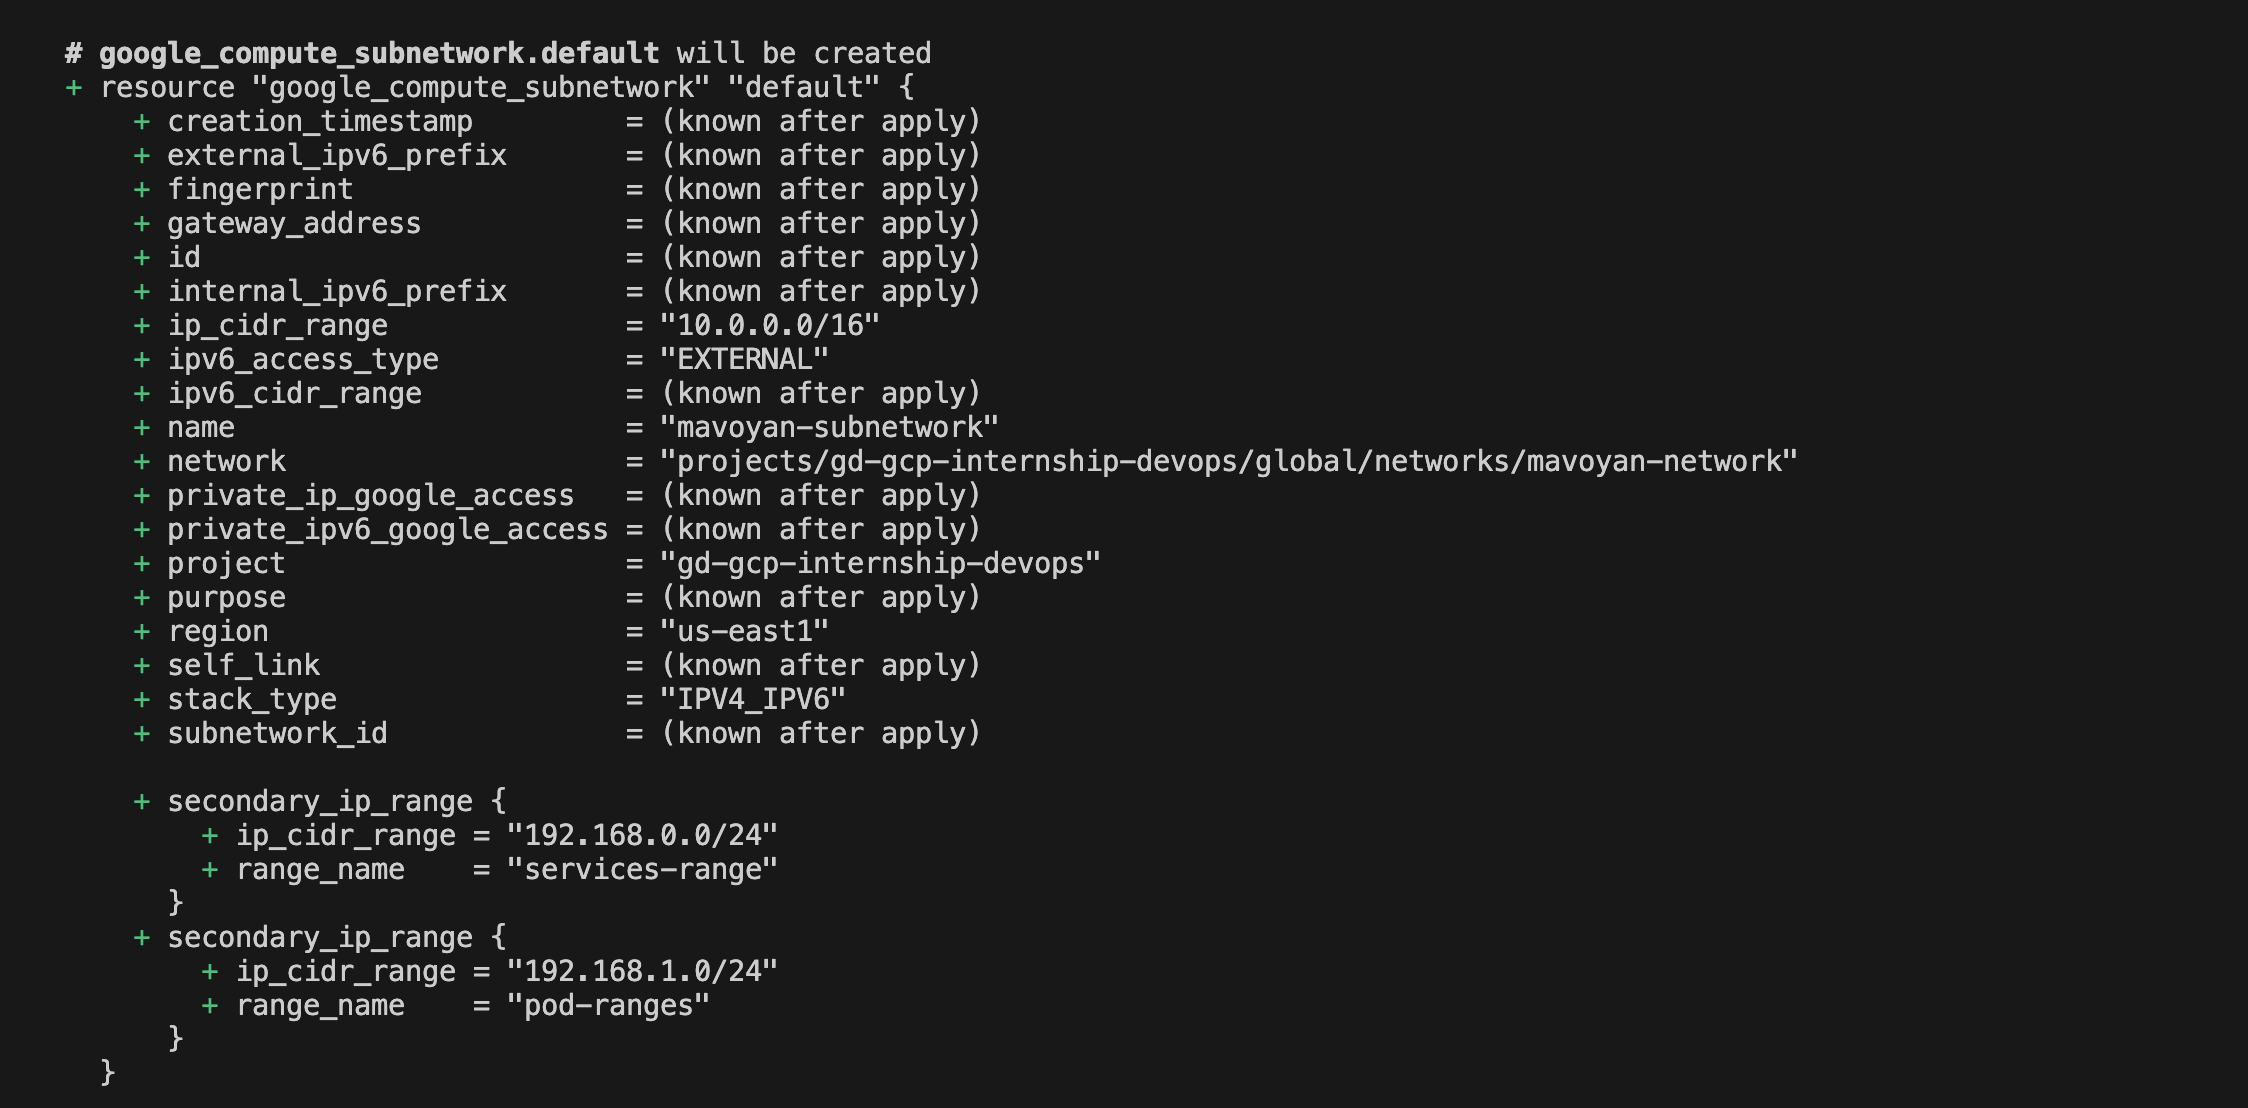 # google_compute_subnetwork.default will be created
+ resource "google_compute_subnetwork" "default" {
+ creation_timestamp = (known after apply)
+ external_ipv6_prefix = (known after apply)
+ fingerprint = (known after apply)
+ gateway_address = (known after apply)
+ id = (known after apply)
+ internal_ipv6_prefix = (known after apply)
+ ip_cidr_range = "10.0.0.0/16"
+ ipv6_access_type = "EXTERNAL"
+ ipv6_cidr_range = (known after apply)
+ name = "mavoyan-subnetwork"
+ network = "projects/gd-gcp-internship-devops/global/networks/mavoyan-network"
+ private_ip_google_access = (known after apply)
+ private_ipv6_google_access = (known after apply)
+ project = "gd-gcp-internship-devops"
+ purpose = (known after apply)
+ region = "us-east1"
+ self_link = (known after apply)
+ stack_type = "IPV4_IPV6"
+ subnetwork_id = (known after apply)
+ secondary_ip_range {
+ ip_cidr_range = "192.168.0.0/24"
+ range_name = "services-range"
}
+ secondary_ip_range {
+ ip_cidr_range = "192.168.1.0/24"
+ range_name = "pod-ranges"
}
}